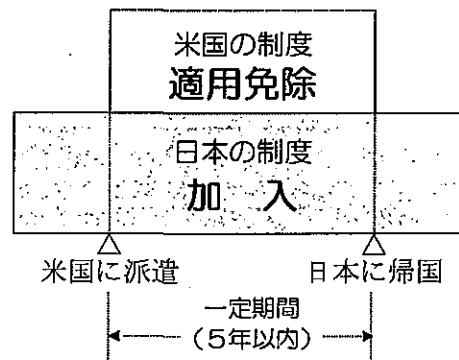 米国の制度
適用免除
日本の制度
加 入
米国に派遣
日本に帰国
一定期間
(5年以内)